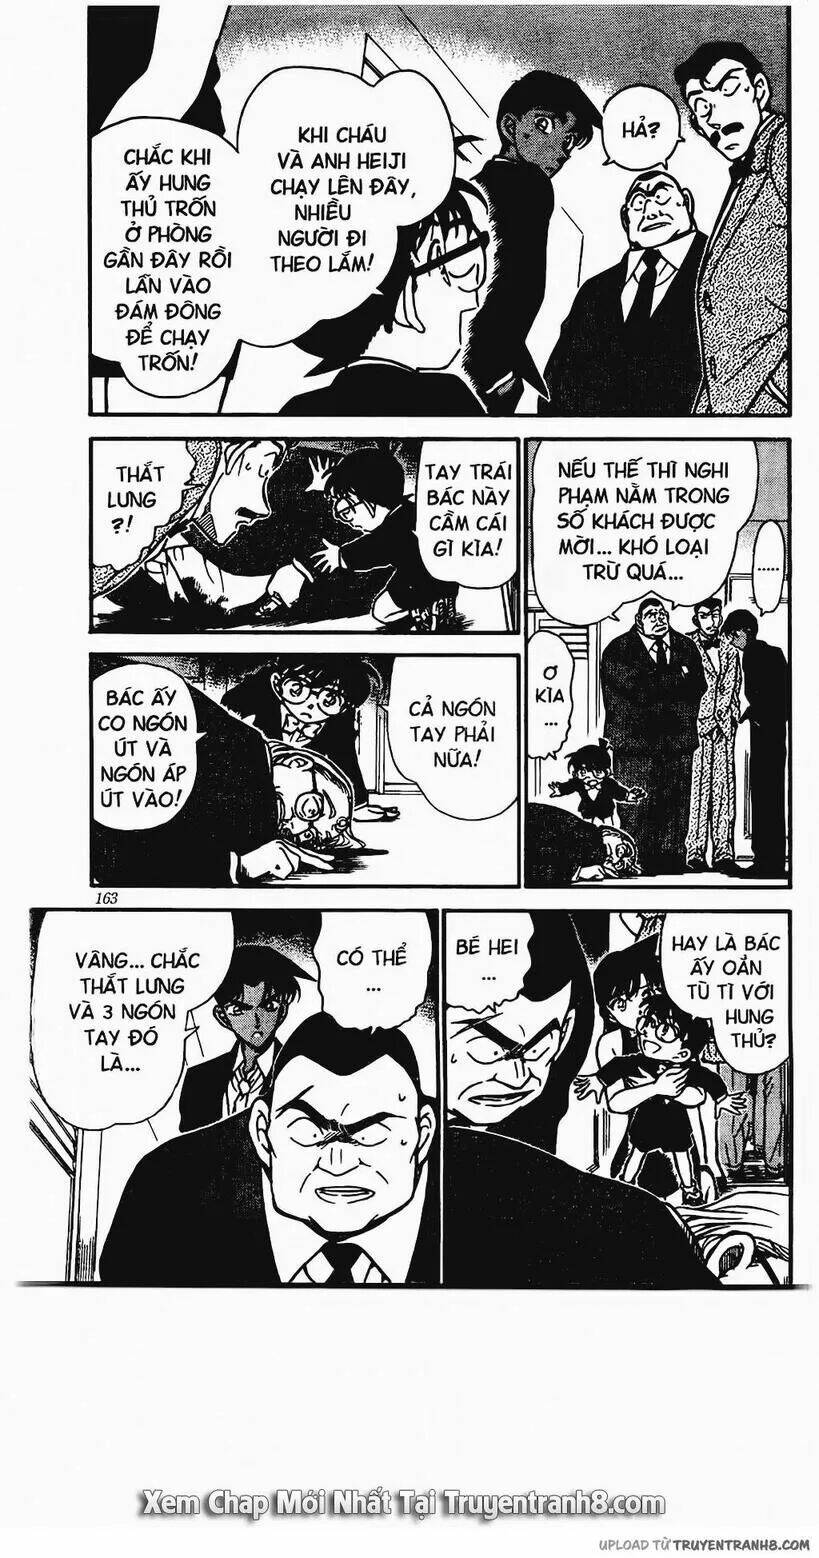 HẢ?
KHI CHÁU
VÀ ANH HEIJI
CHẠY LÊN ĐÂY,
NHIỀU
NGƯỜI ĐI
THEO LẮM!
CHẮC KHI
ẤY HUNG
THỦ TRỐN
Ở PHÒNG
GẦN ĐÂY RỒI
LẨN VÀO
ĐÁM ĐÔNG
ĐỂ CHẠY
TRỐN!
NẾU THẾ THÌ NGHI
PHẠM NẰM TRONG
SỐ KHÁCH ĐƯỢC
MỜI... KHÓ LOẠI
TRỪ QUÁ...
......
Ơ
KÌA
...
TAY TRÁI
BÁC NÀY
CẦM CÁI
GÌ KÌA!
THẮT
LƯNG
?!
CẢ NGÓN
TAY PHẢI
NỮA!
BÁC ẤY
CO NGÓN
ÚT VÀ
NGÓN ÁP
ÚT VÀO!
163
HAY LÀ BÁC
ẤY OẲN
TÙ TÌ VỚI
HUNG
THỦ?
BÉ HEI
...
CÓ THỂ
...
VÂNG... CHẮC
THẮT LƯNG
VÀ 3 NGÓN
TAY ĐÓ
LÀ...
Xem Chap Mới Nhất Tại Truyentranh8.com
UPLOAD TỪ TRUYENTRANH8.COM